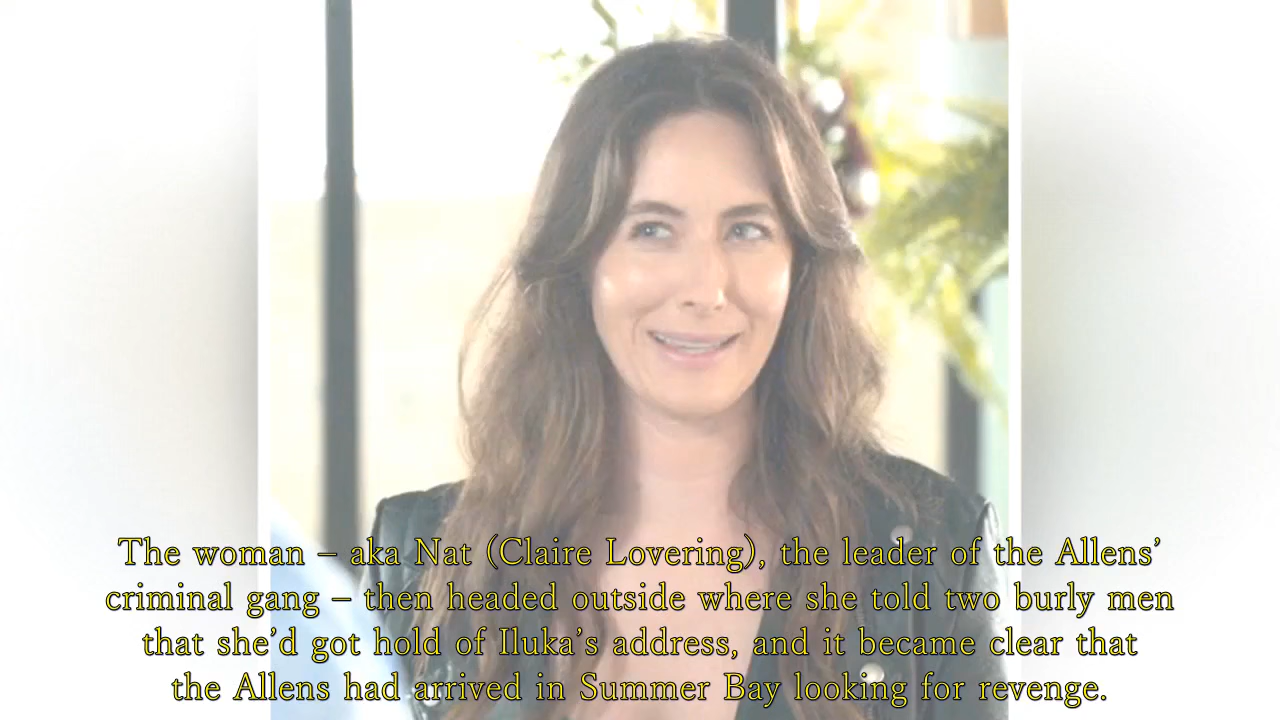 The woman – aka Nat (Claire Lovering), the leader of the Allens’
criminal gang – then headed outside where she told two burly men
that she’d got hold of Iluka’s address, and it became clear that
the Allens had arrived in Summer Bay looking for revenge.